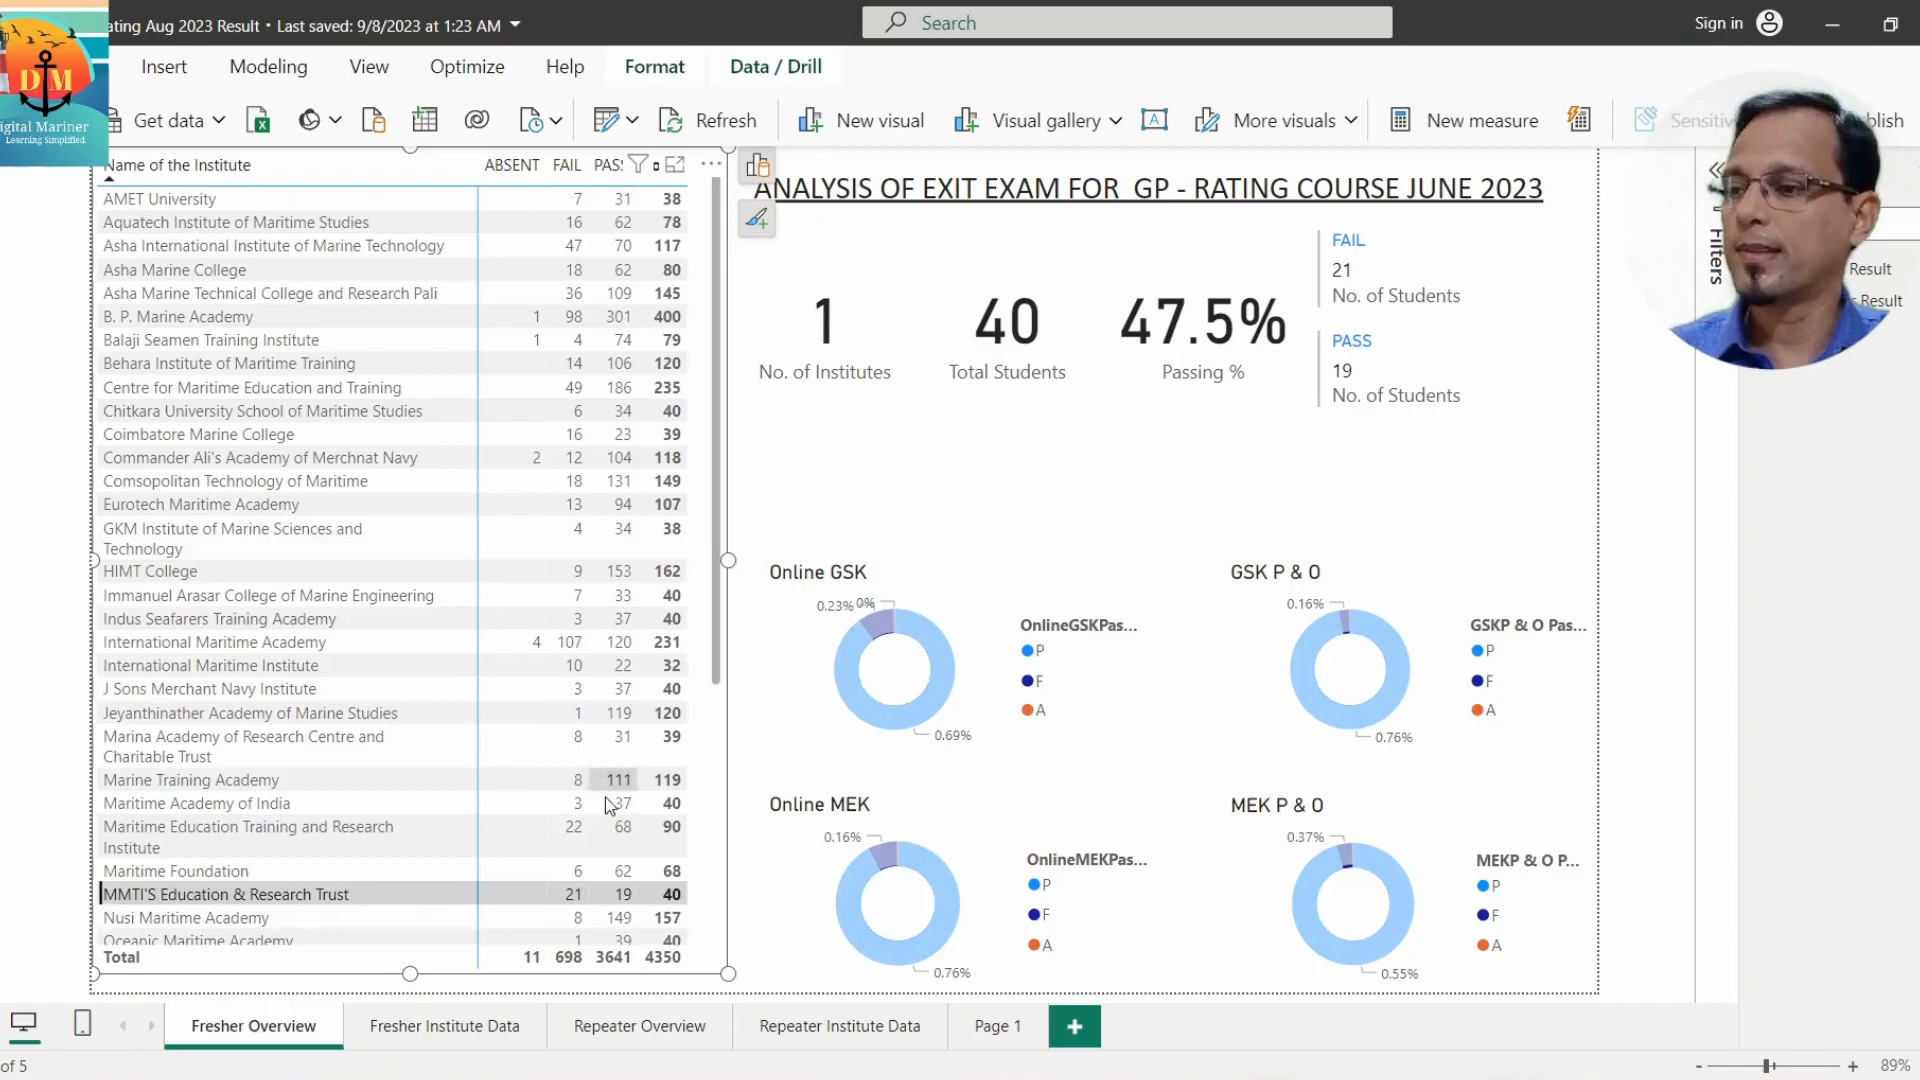 ating Aug 2023 Result • Last saved: 9/8/2023 at 1:23 AM
Search
Sign in
DM
igital Mariner
Learning Simplified
Insert
Modeling
View
Optimize
Help
Format
Data / Drill
Get data
Refresh
New visual
Visual gallery
A
More visuals
New measure
Sensitiv
blish
Name of the Institute ABSENT FAIL PAS
AMET University 7 31 38
Aquatech Institute of Maritime Studies 16 62 78
Asha International Institute of Marine Technology 47 70 117
Asha Marine College 18 62 80
Asha Marine Technical College and Research Pali 36 109 145
B. P. Marine Academy 1 98 301 400
Balaji Seamen Training Institute 1 4 74 79
Behara Institute of Maritime Training 14 106 120
Centre for Maritime Education and Training 49 186 235
Chitkara University School of Maritime Studies 6 34 40
Coimbatore Marine College 16 23 39
Commander Ali's Academy of Merchnat Navy 2 12 104 118
Comsopolitan Technology of Maritime 18 131 149
Eurotech Maritime Academy 13 94 107
GKM Institute of Marine Sciences and 4 34 38
Technology
HIMT College 9 153 162
Immanuel Arasar College of Marine Engineering 7 33 40
Indus Seafarers Training Academy 3 37 40
International Maritime Academy 4 107 120 231
International Maritime Institute 10 22 32
J Sons Merchant Navy Institute 3 37 40
Jeyanthinather Academy of Marine Studies 1 119 120
Marina Academy of Research Centre and 8 31 39
Charitable Trust
Marine Training Academy 8 111 119
Maritime Academy of India 3 37 40
Maritime Education Training and Research 22 68 90
Institute
Maritime Foundation 6 62 68
MMTI'S Education & Research Trust 21 19 40
Nusi Maritime Academy 8 149 157
Oceanic Maritime Academy 1 39 40
Total 11 698 3641 4350
ANALYSIS OF EXIT EXAM FOR GP - RATING COURSE JUNE 2023
1
No. of Institutes
40
Total Students
47.5%
Passing %
FAIL
21
No. of Students
PASS
19
No. of Students
Filters
Result
Result
Online GSK
0.23% 0%
0.69%
OnlineGSKPas...
P
F
A
GSK P & O
0.16%
0.76%
GSKP & O Pas...
P
F
A
Online MEK
0.16%
0.76%
OnlineMEKPas...
P
F
A
MEK P & O
0.37%
0.55%
MEKP & O P...
P
F
A
Fresher Overview
Fresher Institute Data
Repeater Overview
Repeater Institute Data
Page 1
of 5
89%